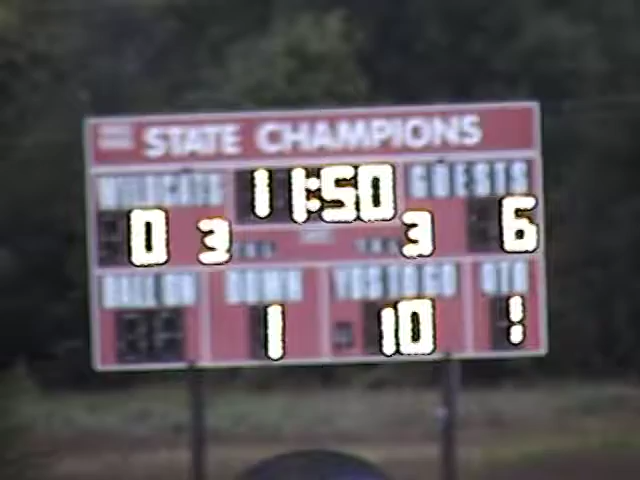 STATE CHAMPIONS
WILDCATS 11:50 GUESTS
0 3 3 6
BALL ON DOWN YDS TO GO QTR
1 10 1